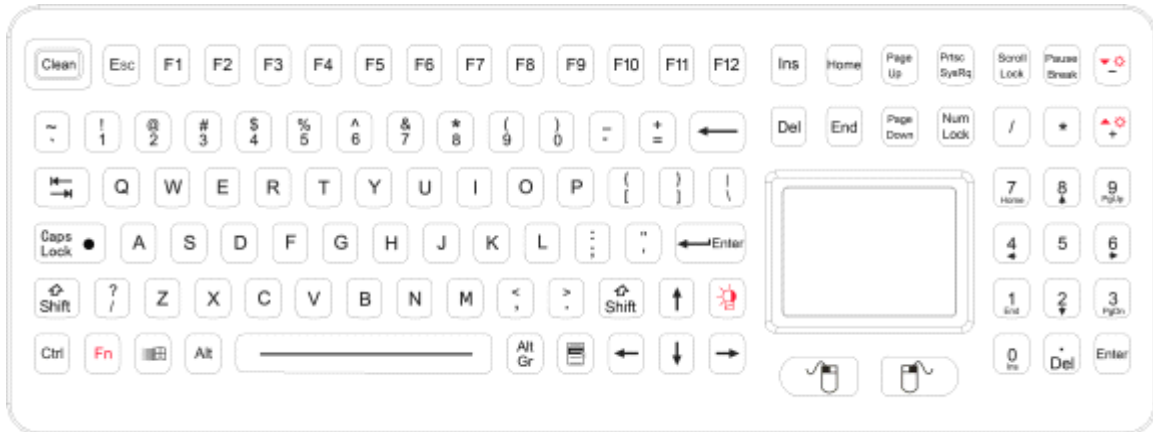 Clean Esc F1 F2 F3 F4 F5 F6 F7 F8 F9 F10 F11 F12 Ins Home Page Up Prtsc SysRq Scroll Lock Pause Break -
~ ` ! 1 @ 2 # 3 $ 4 % 5 ^ 6 & 7 * 8 ( 9 ) 0 _ - + = Del End Page Down Num Lock / * +
Q W E R T Y U I O P { [ } ] | \ 7 Home 8 9 PgUp
Caps Lock A S D F G H J K L : ; " ' Enter 4 5 6
Shift ? / Z X C V B N M < , > . Shift 1 End 2 3 PgDn
Ctrl Fn Alt Alt Gr 0 Ins . Del Enter